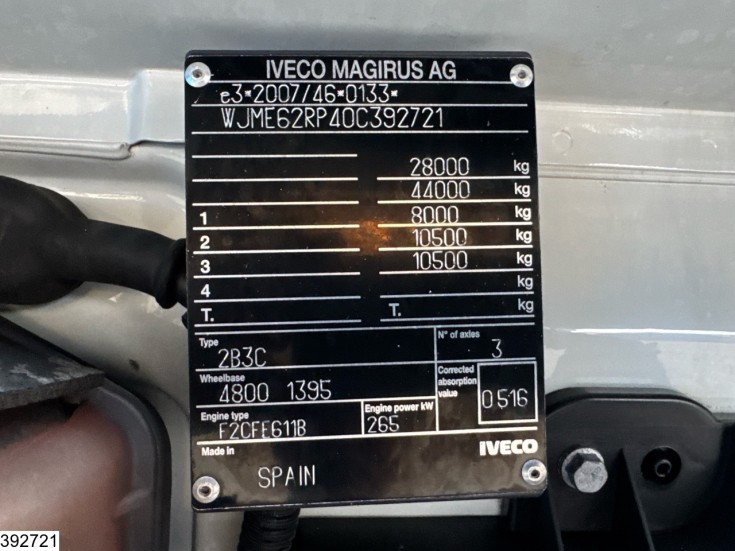 IVECO MAGIRUS AG
e3*2007/46*0133*
WJME62RP40C392721
28000 kg
44000 kg
1 8000 kg
2 10500 kg
3 10500 kg
4 kg
T. T. kg
Type
2B3C
N° of axles
3
Wheelbase
4800 1395
Corrected absorption value
0516
Engine type
F2CFE611B
Engine power kW
265
Made in
IVECO
SPAIN
392721